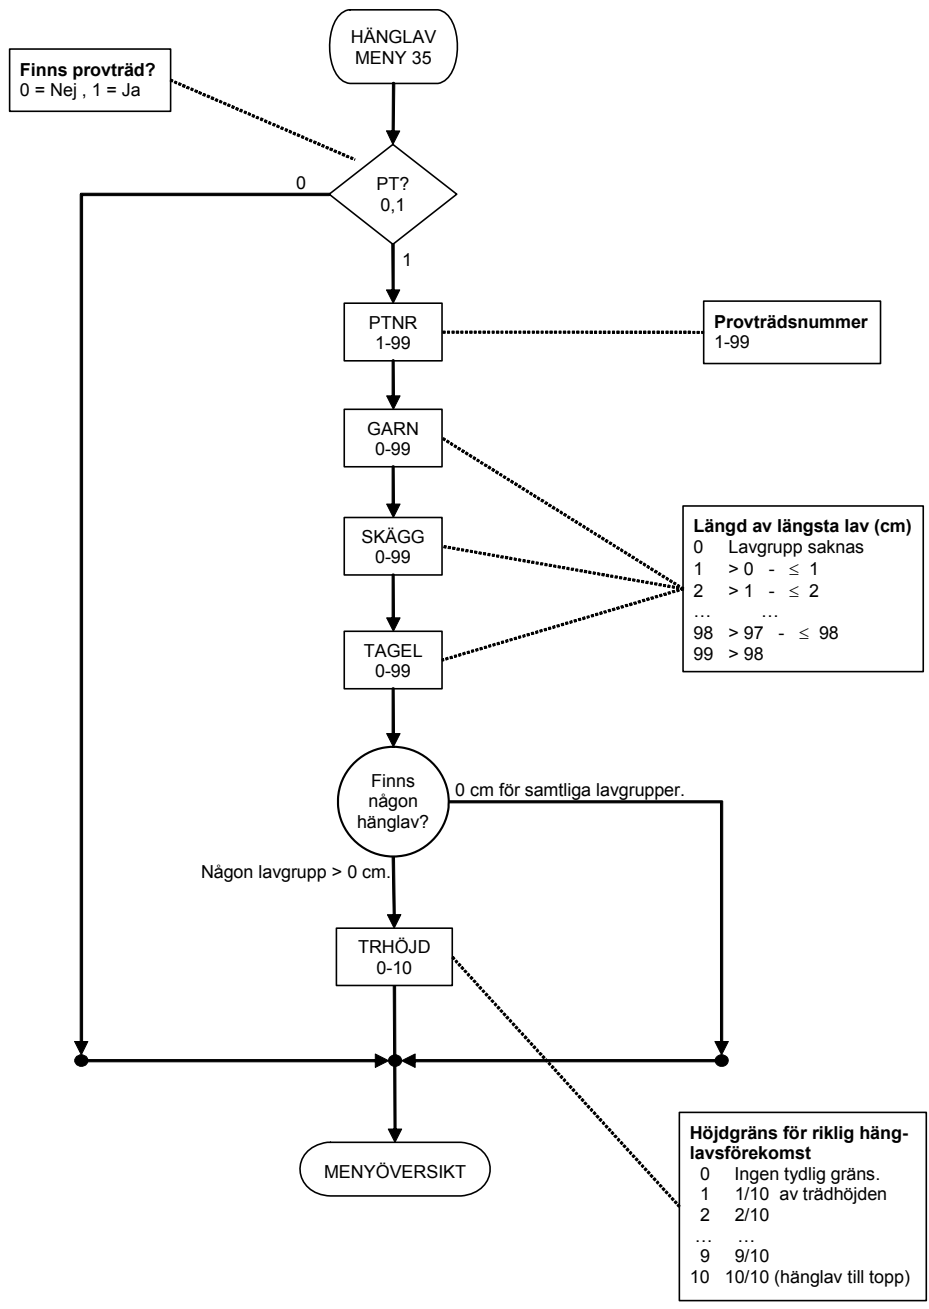 HÄNGLAV
MENY 35
Finns provträd?
0 = Nej , 1 = Ja
PT?
0,1
0
1
PTNR
1-99
Provträdsnummer
1-99
GARN
0-99
SKÄGG
0-99
TAGEL
0-99
Längd av längsta lav (cm)
0 Lavgrupp saknas
1 > 0 - ≤ 1
2 > 1 - ≤ 2
... ...
98 > 97 - ≤ 98
99 > 98
Finns
någon
hänglav?
0 cm för samtliga lavgrupper.
Någon lavgrupp > 0 cm.
TRHÖJD
0-10
MENYÖVERSIKT
Höjdgräns för riklig häng-
lavsförekomst
0 Ingen tydlig gräns.
1 1/10 av trädhöjden
2 2/10
... ...
9 9/10
10 10/10 (hänglav till topp)